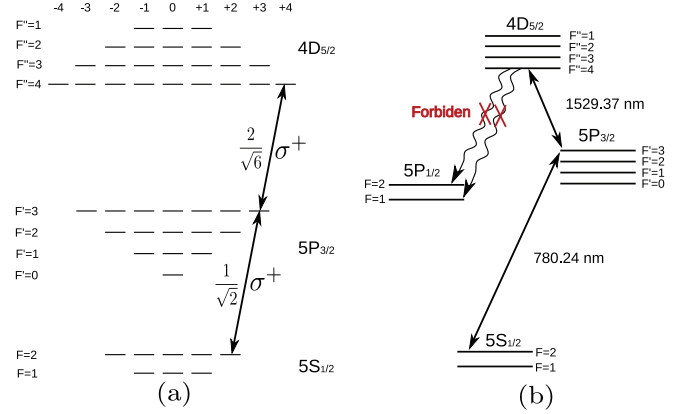 -4 -3 -2 -1 0 +1 +2 +3 +4
F"=1
F"=2
4D5/2
F"=3
F"=4
2/√6 σ+
F'=3
F'=2
5P3/2
F'=1
F'=0
1/√2 σ+
F=2
5S1/2
F=1
(a)
4D5/2
F"=1
F"=2
F"=3
F"=4
Forbiden
1529.37 nm
5P3/2
F'=3
F'=2
F'=1
F'=0
5P1/2
F=2
F=1
780.24 nm
5S1/2
F=2
F=1
(b)